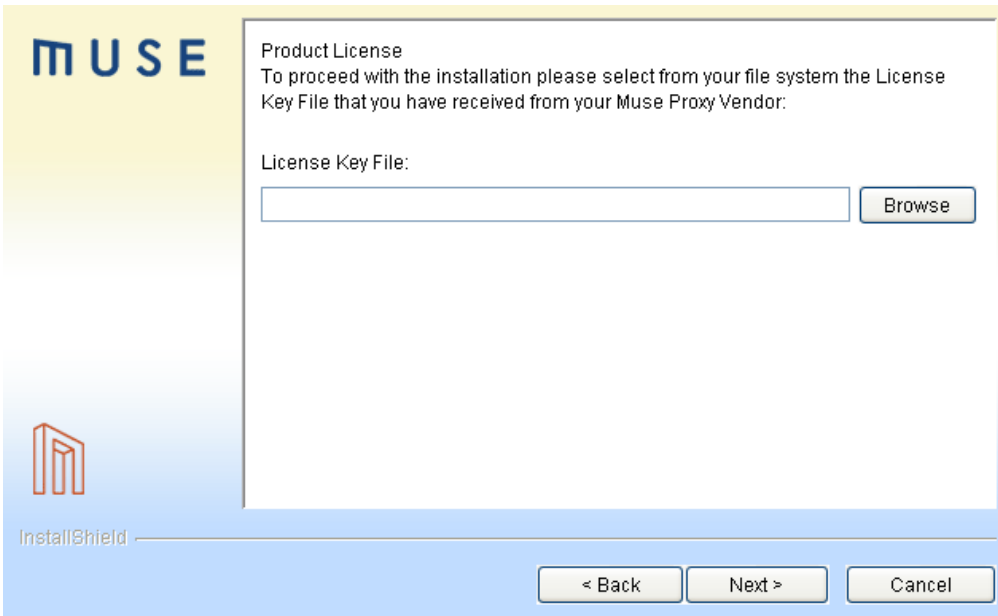 MUSE
Product License
To proceed with the installation please select from your file system the License
Key File that you have received from your Muse Proxy Vendor:
License Key File:
Browse
InstallShield
< Back
Next >
Cancel